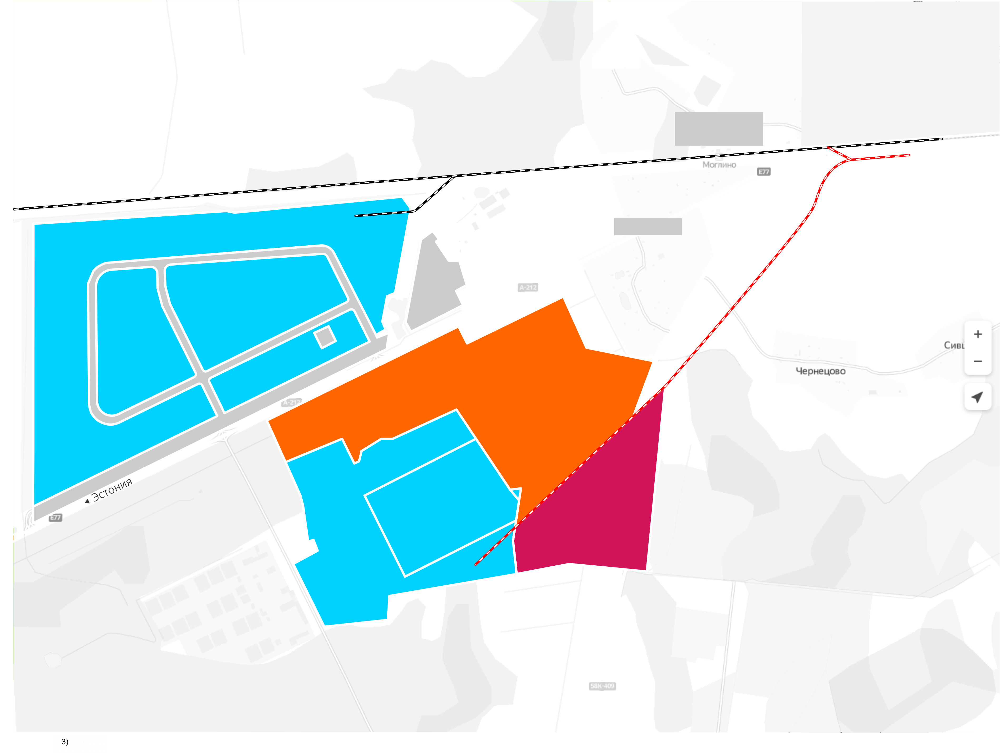 Моглино
E77
A-212
Сивц
Чернецово
A-212
◄ Эстония
E77
58К-409
3)